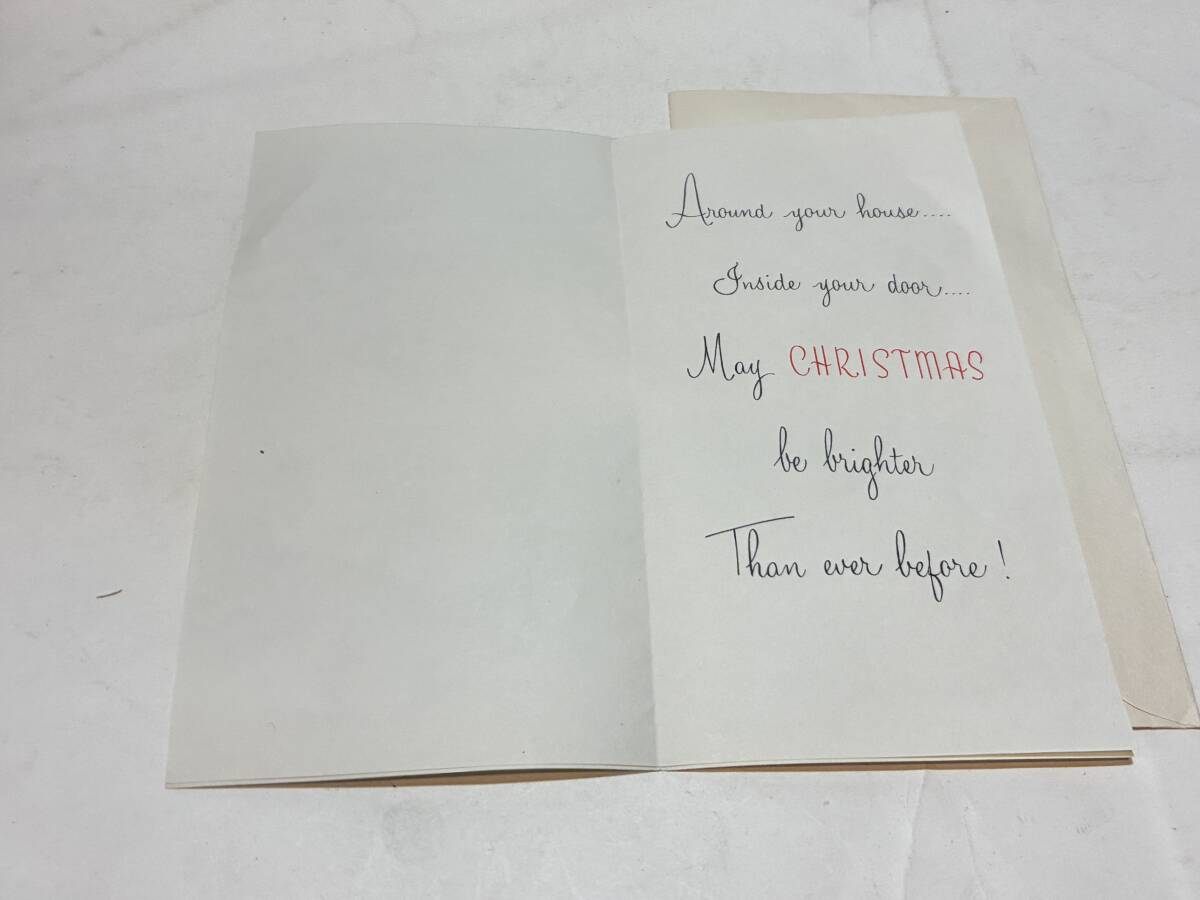 Around your house....
Inside your door....
May CHRISTMAS
be brighter
Than ever before!